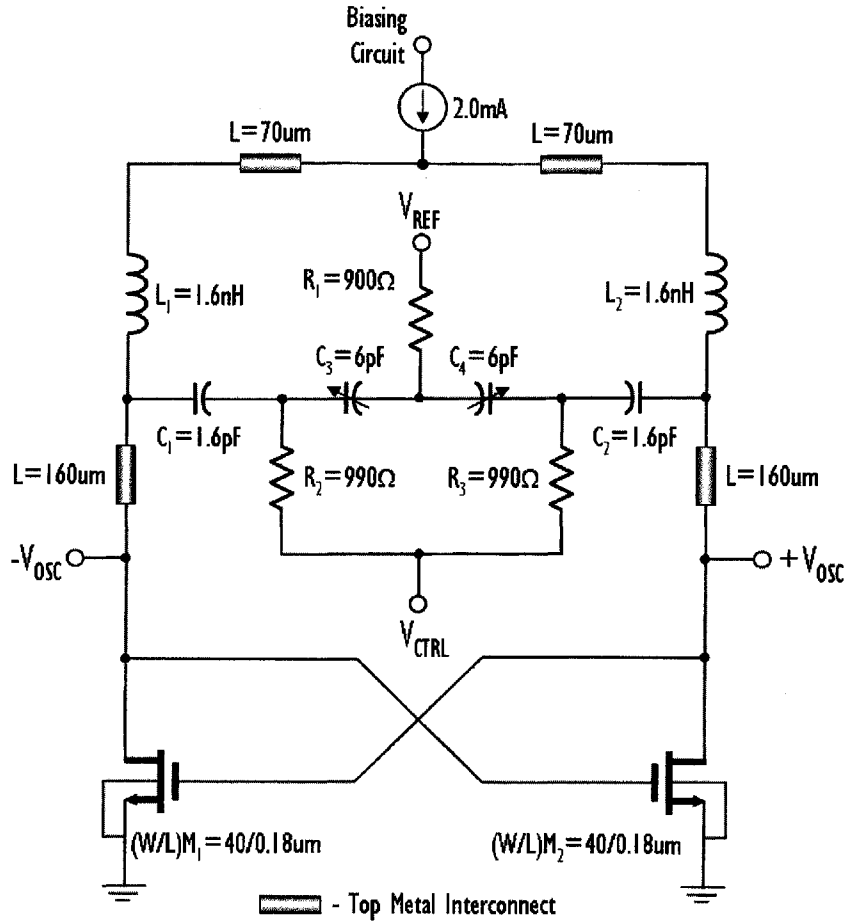 Biasing
Circuit
2.0mA
L=70um
L=70um
V_REF
R_1=900Ω
L_1=1.6nH
L_2=1.6nH
C_3=6pF
C_4=6pF
C_1=1.6pF
C_2=1.6pF
L=160um
R_2=990Ω
R_3=990Ω
L=160um
-V_OSC
+V_OSC
V_CTRL
(W/L)M_1=40/0.18um
(W/L)M_2=40/0.18um
- Top Metal Interconnect